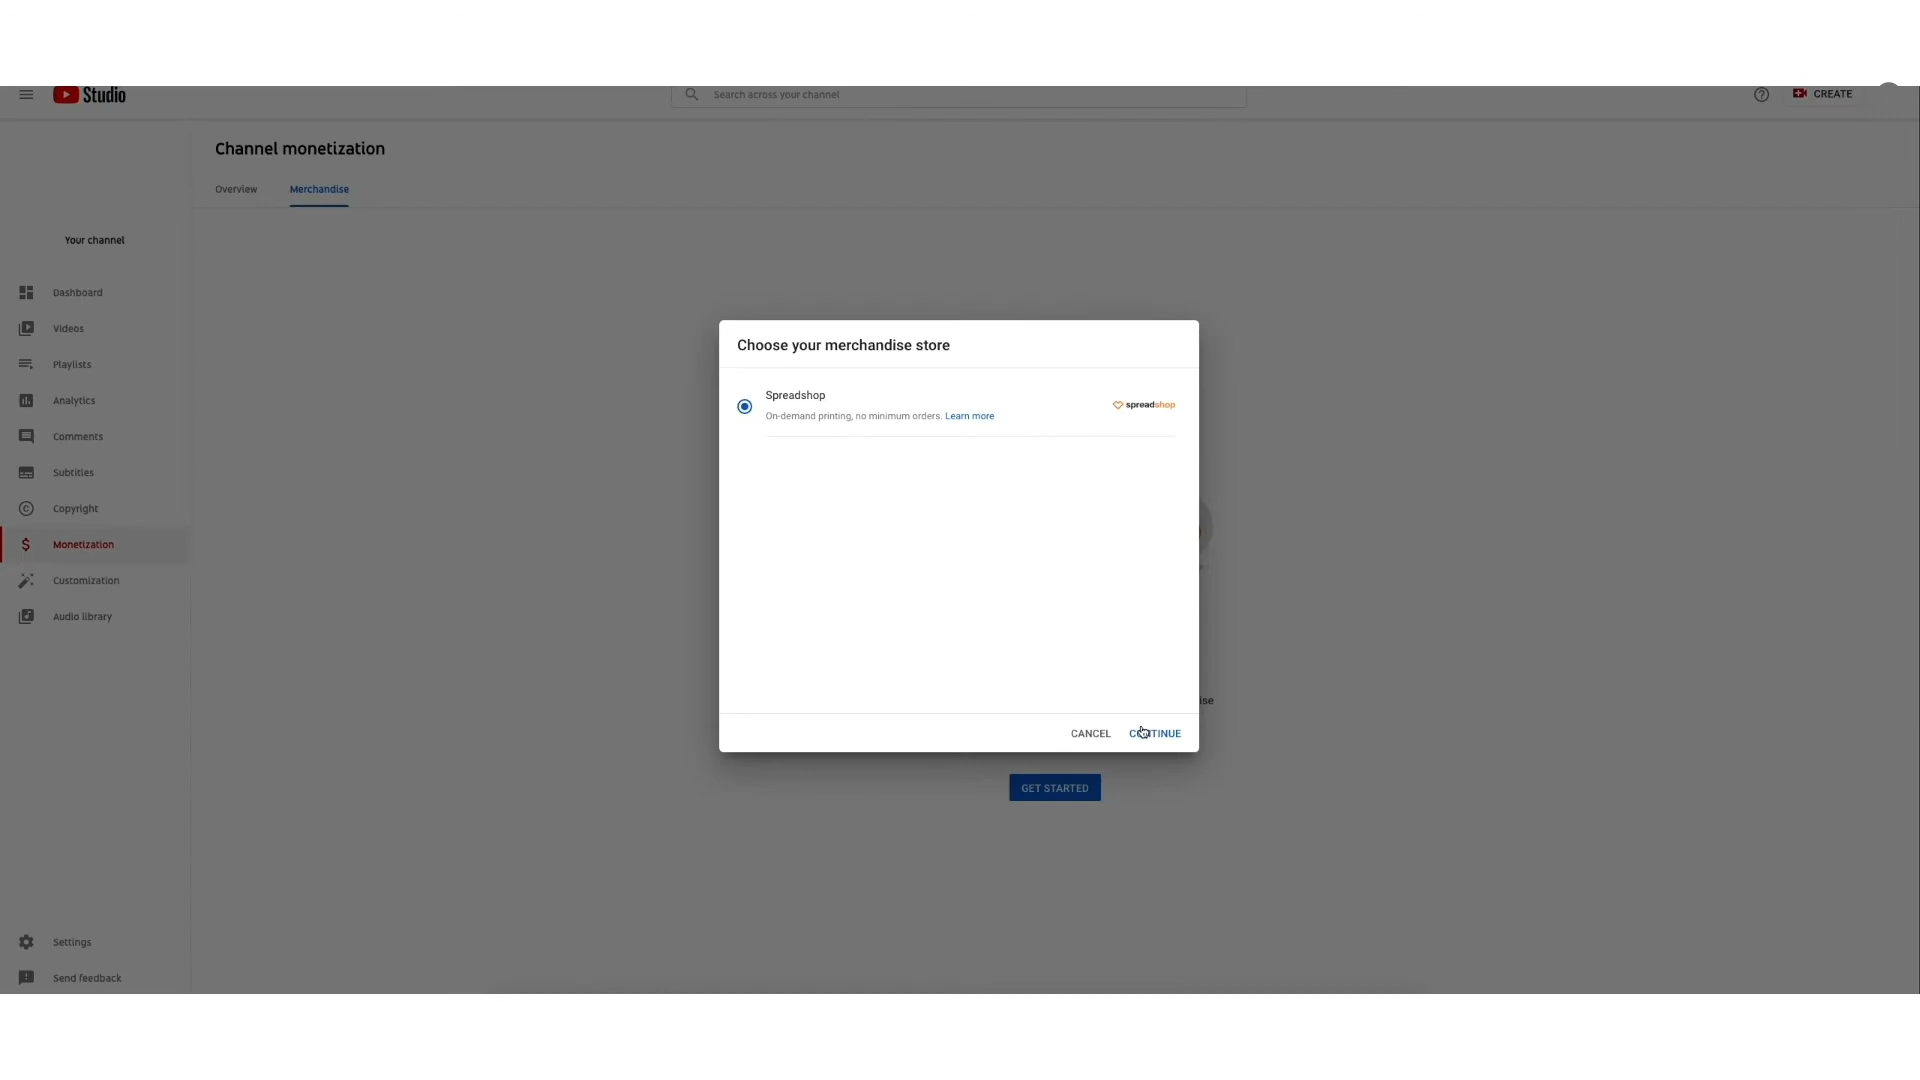 Studio
Search across your channel
CREATE
Channel monetization
Overview
Merchandise
Your channel
Dashboard
Videos
Playlists
Analytics
Comments
Subtitles
Copyright
Monetization
Customization
Audio library
Settings
Send feedback
Choose your merchandise store
Spreadshop
On-demand printing, no minimum orders. Learn more
spreadshop
CANCEL
CONTINUE
GET STARTED